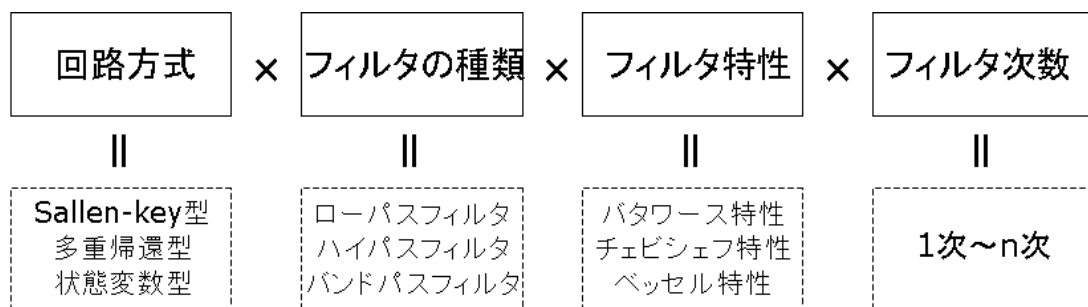 回路方式 × フィルタの種類 × フィルタ特性 × フィルタ次数
|| || || ||
Sallen-key型
多重帰還型
状態変数型
ローパスフィルタ
ハイパスフィルタ
バンドパスフィルタ
バタワース特性
チェビシェフ特性
ベッセル特性
1次～n次